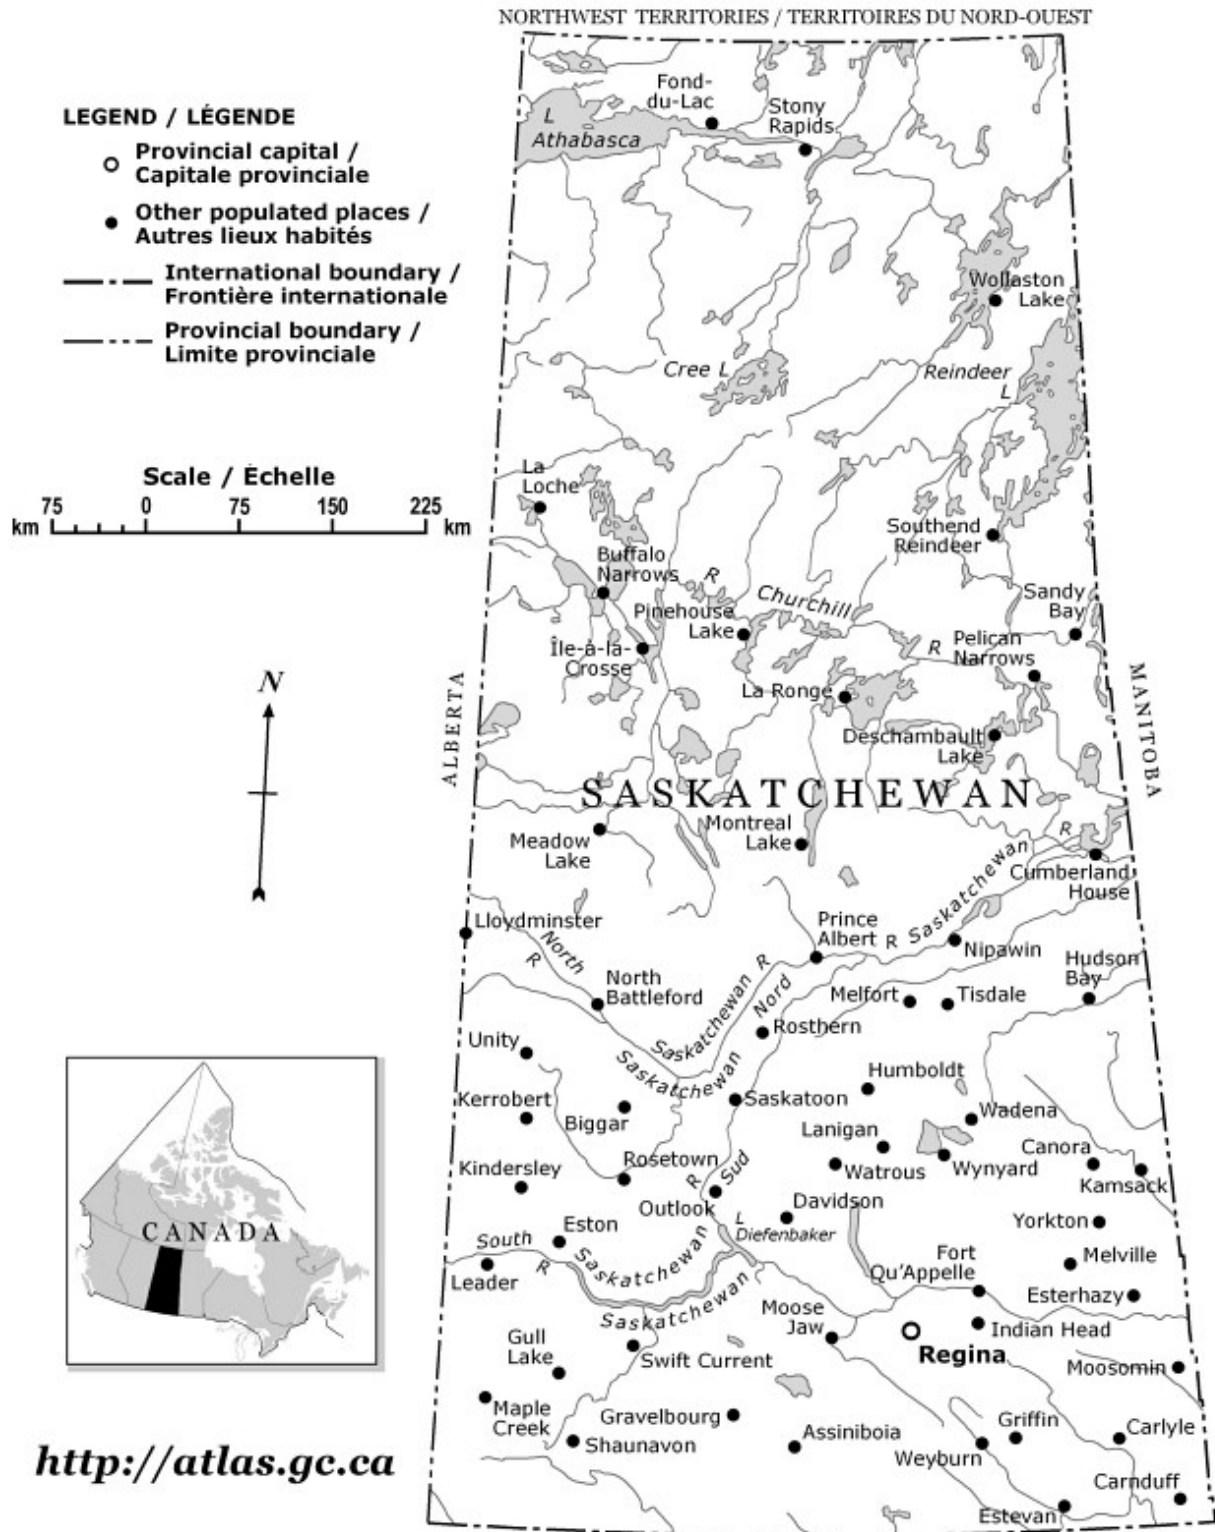 NORTHWEST TERRITORIES / TERRITOIRES DU NORD-OUEST
LEGEND / LÉGENDE
Provincial capital /
Capitale provinciale
Other populated places /
Autres lieux habités
International boundary /
Frontière internationale
Provincial boundary /
Limite provinciale
Scale / Échelle
75 0 75 150 225
km km
N
CANADA
http://atlas.gc.ca
ALBERTA
MANITOBA
SASKATCHEWAN
Fond-
du-Lac
Stony
Rapids
L
Athabasca
Wollaston
Lake
Cree L
Reindeer
L
La
Loche
Southend
Reindeer
Buffalo
Narrows
R
Churchill
R
Sandy
Bay
Pinehouse
Lake
Île-à-la-
Crosse
Pelican
Narrows
La Ronge
Deschambault
Lake
Meadow
Lake
Montreal
Lake
R
Cumberland
House
Lloydminster
North
R
Prince
Albert
R Saskatchewan
Nipawin
Hudson
Bay
North
Battleford
Saskatchewan R
Nord
Melfort
Tisdale
Rosthern
Unity
Saskatchewan
Humboldt
Kerrobert
Biggar
Saskatoon
Wadena
Lanigan
Canora
Kindersley
Rosetown
Watrous
Wynyard
Kamsack
Outlook
R Sud
Davidson
Yorkton
Eston
L
Diefenbaker
South
R
Saskatchewan
Leader
Fort
Qu'Appelle
Melville
Esterhazy
Saskatchewan
Moose
Jaw
Indian Head
Regina
Gull
Lake
Swift Current
Moosomin
Maple
Creek
Gravelbourg
Griffin
Carlyle
Shaunavon
Assiniboia
Weyburn
Carnduff
Estevan